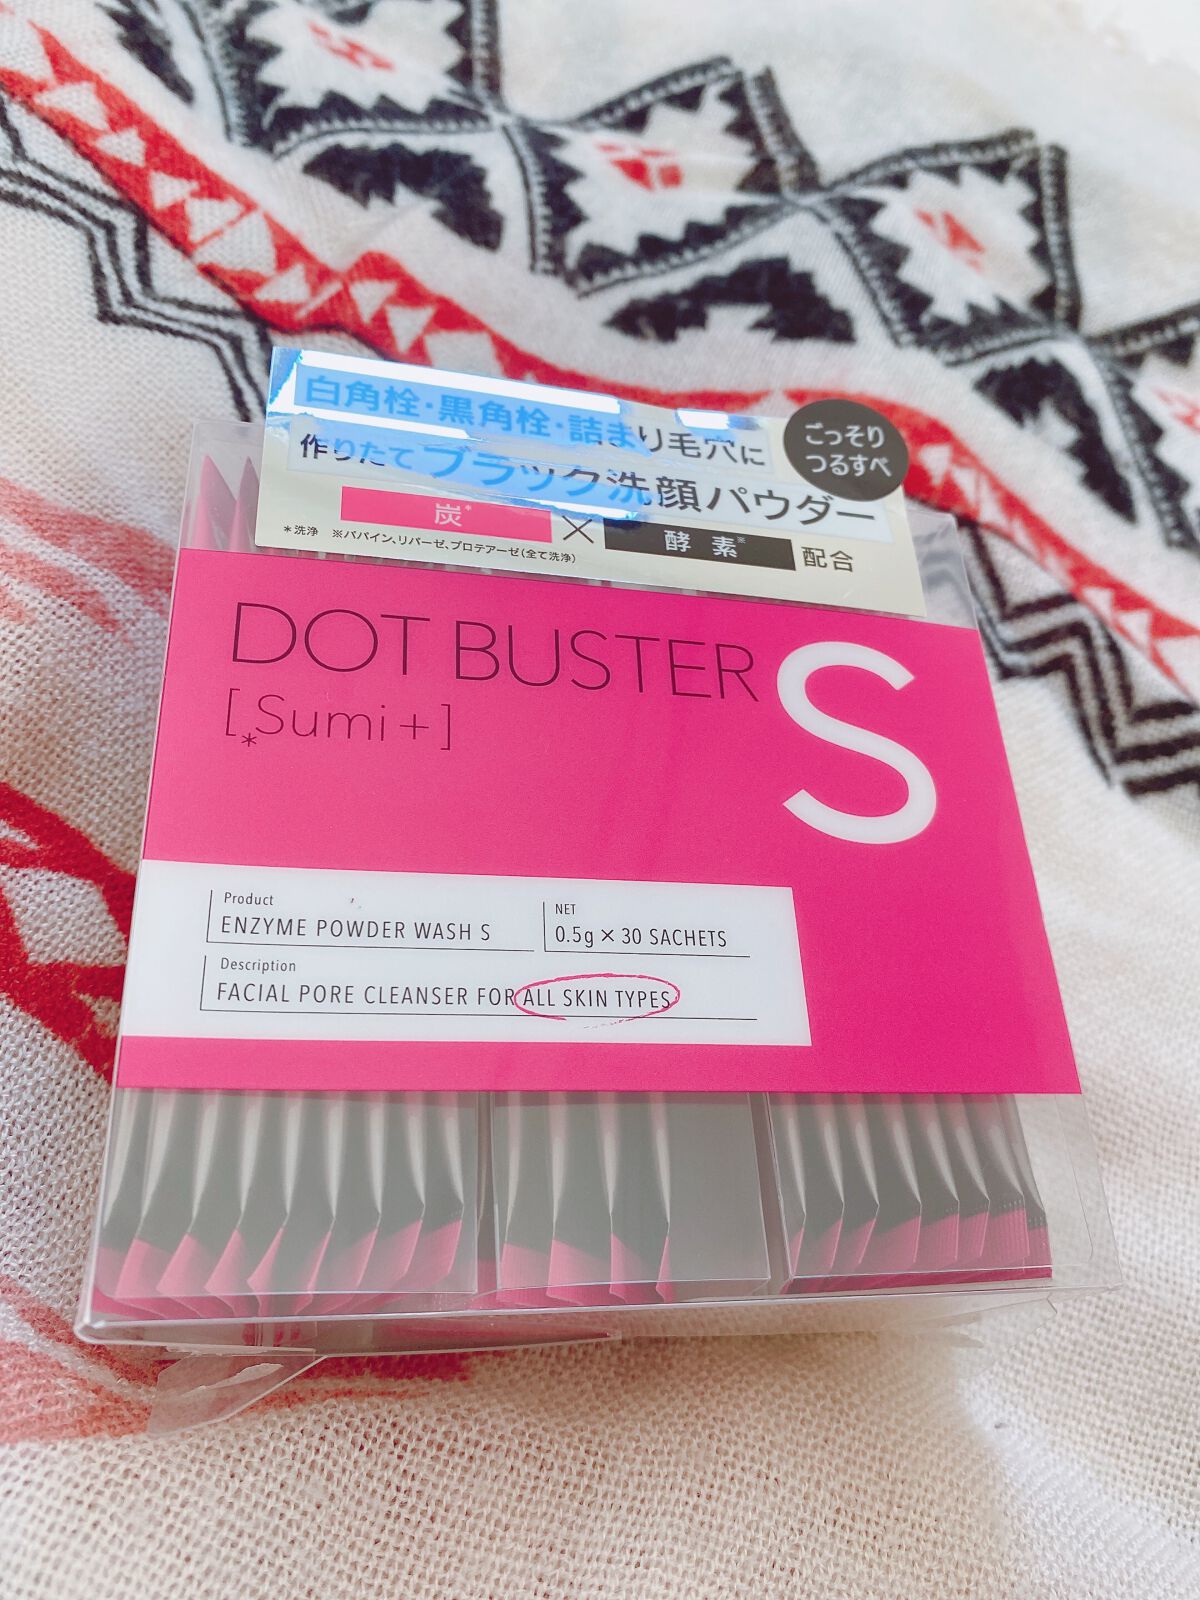 白角栓・黒角栓・詰まり毛穴に
作りたて ブラック洗顔パウダー
ごっそり
つるすべ
炭* × 酵素※ 配合
*洗浄 ※パパイン、リパーゼ、プロテアーゼ(全て洗浄)
DOT BUSTER S
[*Sumi+]
Product
ENZYME POWDER WASH S
NET
0.5g × 30 SACHETS
Description
FACIAL PORE CLEANSER FOR ALL SKIN TYPES